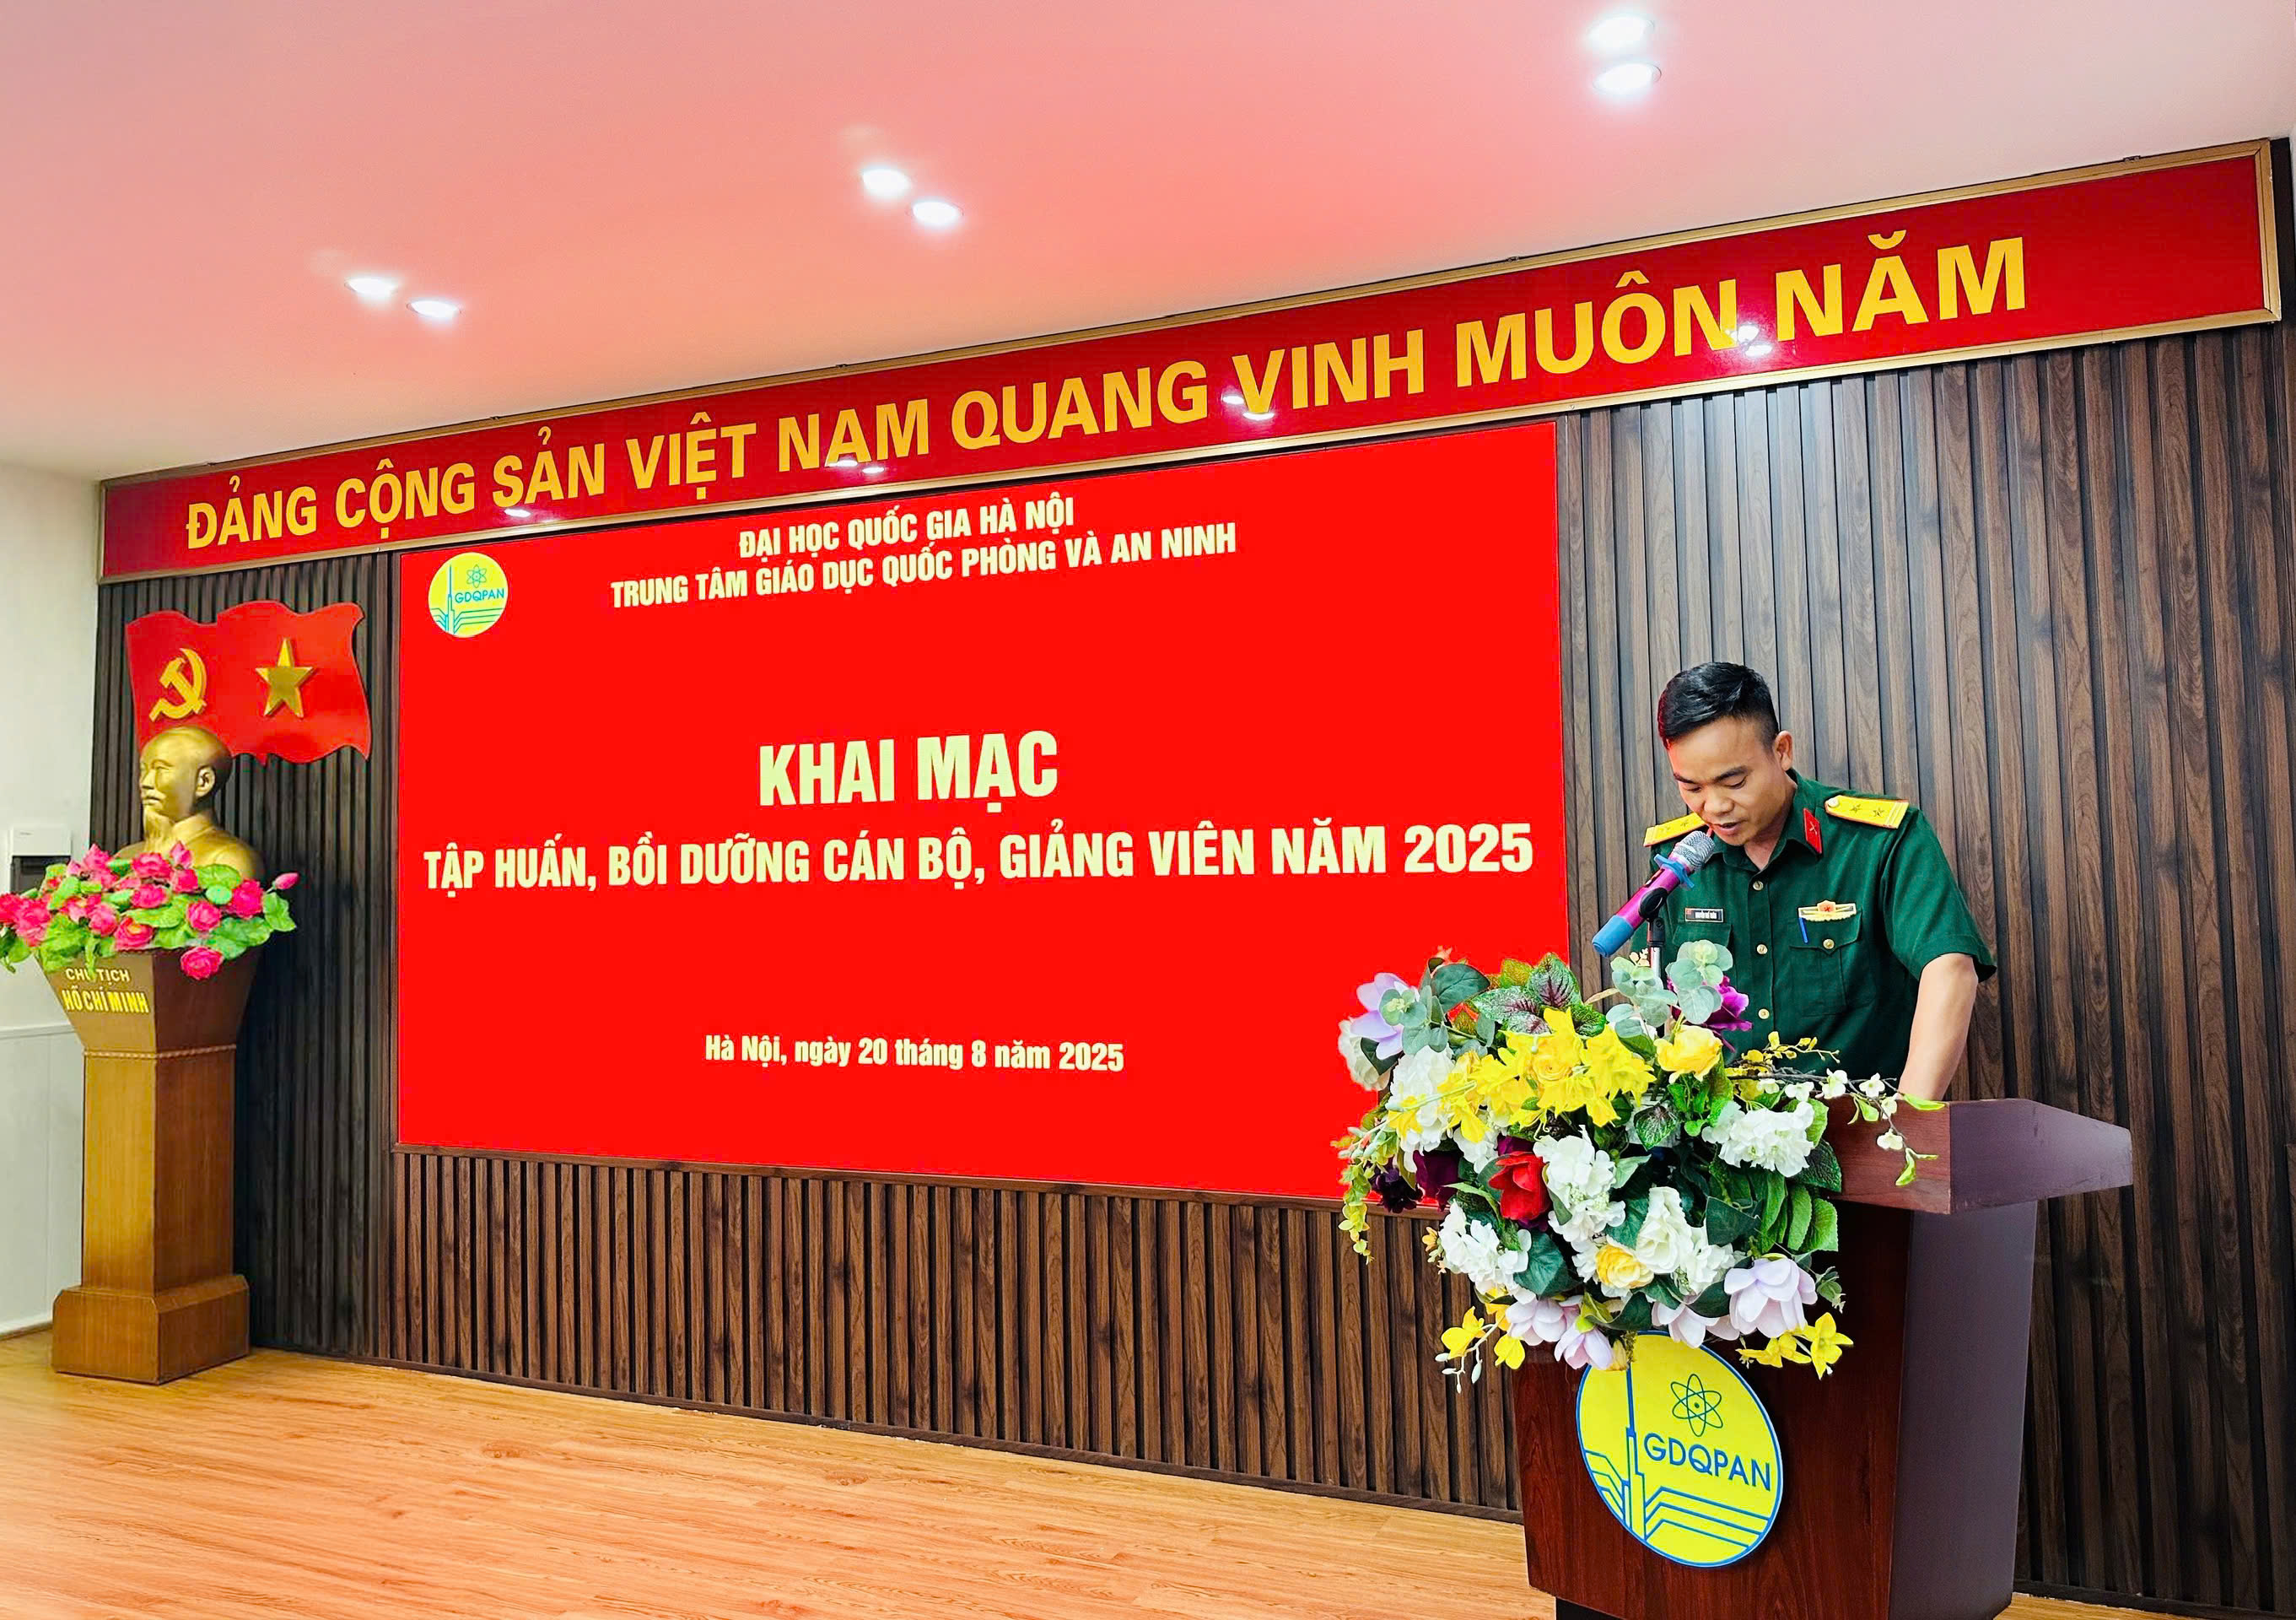 ĐẢNG CỘNG SẢN VIỆT NAM QUANG VINH MUÔN NĂM
ĐẠI HỌC QUỐC GIA HÀ NỘI
TRUNG TÂM GIÁO DỤC QUỐC PHÒNG VÀ AN NINH
GDQPAN
KHAI MẠC
TẬP HUẤN, BỒI DƯỠNG CÁN BỘ, GIẢNG VIÊN NĂM 2025
Hà Nội, ngày 20 tháng 8 năm 2025
CHỦ TỊCH
HỒ CHÍ MINH
GDQPAN